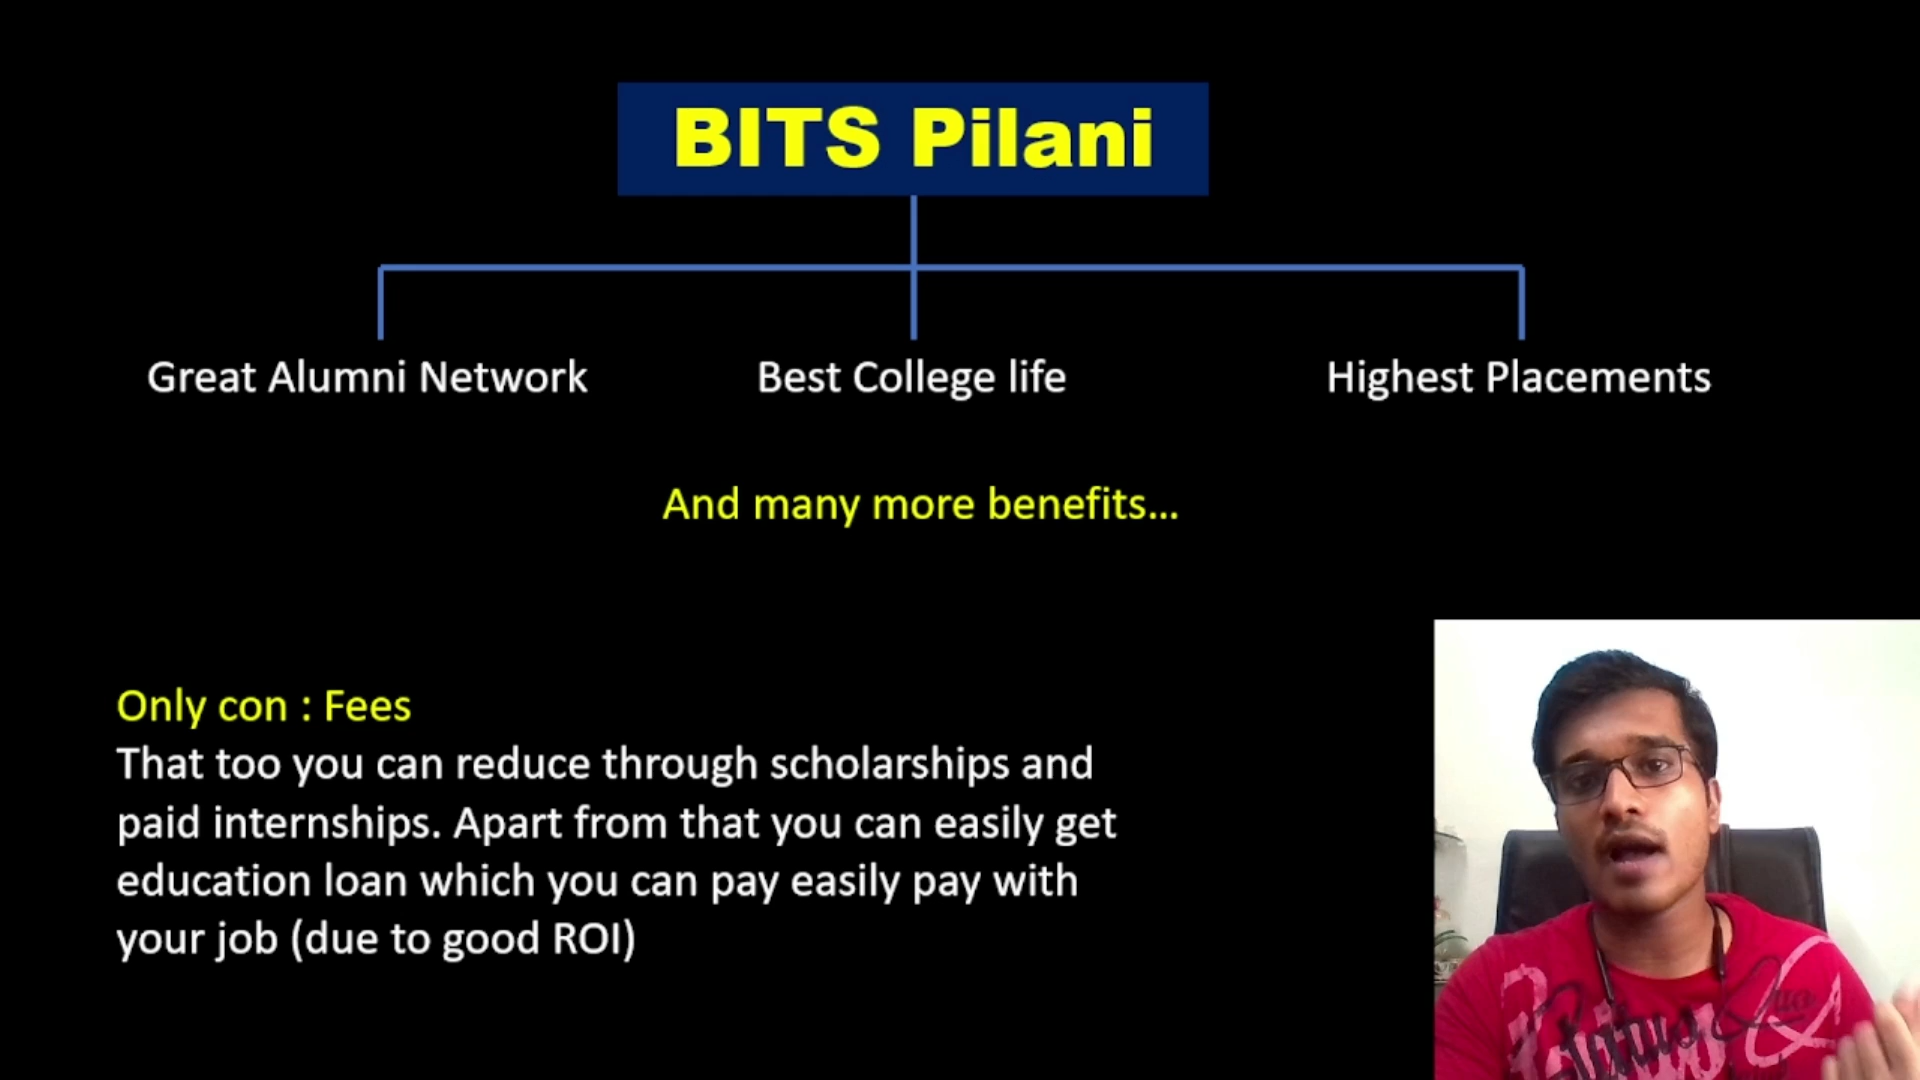 BITS Pilani
Great Alumni Network
Best College life
Highest Placements
And many more benefits...
Only con : Fees
That too you can reduce through scholarships and
paid internships. Apart from that you can easily get
education loan which you can pay easily pay with
your job (due to good ROI)